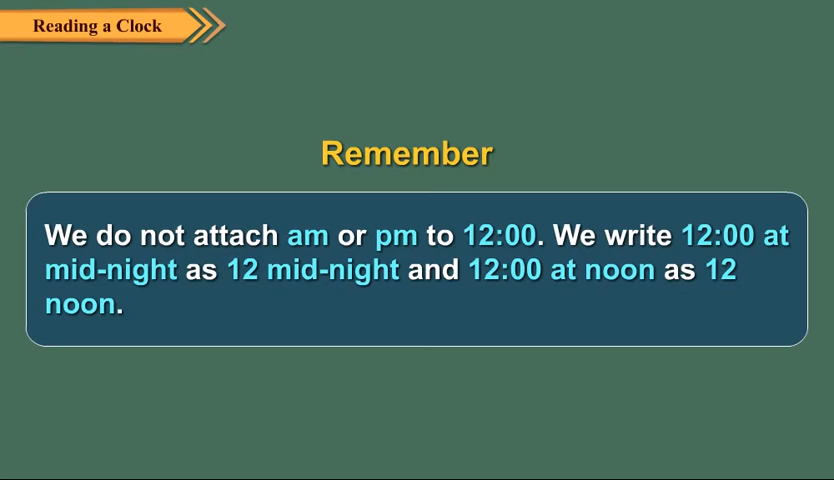 Reading a Clock
Remember
We do not attach am or pm to 12:00. We write 12:00 at
mid-night as 12 mid-night and 12:00 at noon as 12
noon.